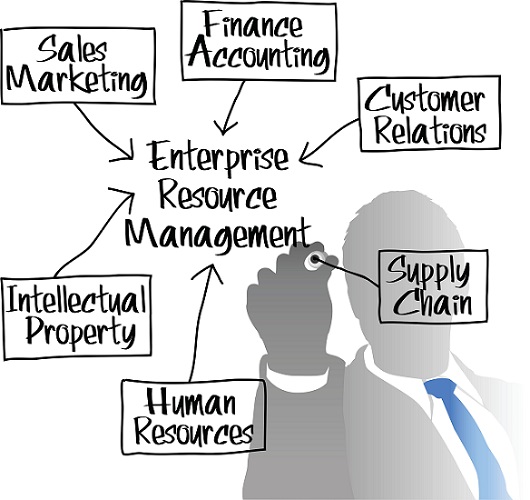 Sales
Marketing
Finance
Accounting
Customer
Relations
Enterprise
Resource
Management
Supply
Chain
Intellectual
Property
Human
Resources